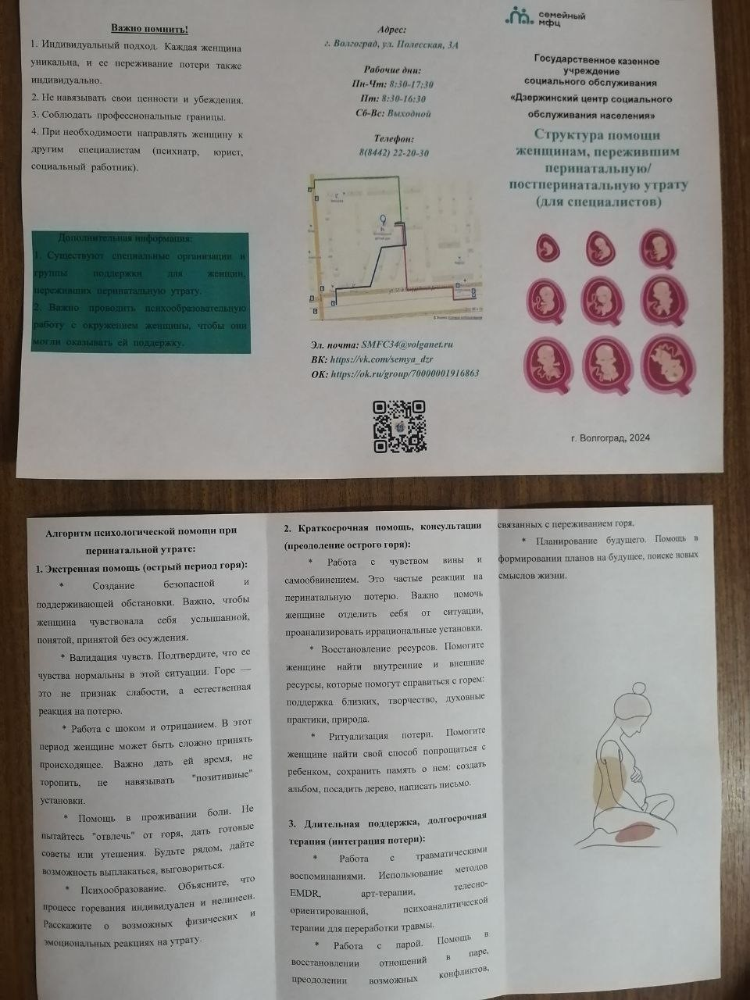 Важно помнить!
1. Индивидуальный подход. Каждая женщина
уникальна, и ее переживание потери также
индивидуально.
2. Не навязывать свои ценности и убеждения.
3. Соблюдать профессиональные границы.
4. При необходимости направлять женщину к
другим специалистам (психиатр, юрист,
социальный работник).
Дополнительная информация:
1. Существуют специальные организации и
группы поддержки для женщин,
переживших перинатальную утрату.
2. Важно проводить психообразовательную
работу с окружением женщины, чтобы они
могли оказывать ей поддержку.
Адрес:
г. Волгоград, ул. Полесская, 3А
Рабочие дни:
Пн-Чт: 8:30-17:30
Пт: 8:30-16:30
Сб-Вс: Выходной
Телефон:
8(8442) 22-20-30
Эл. почта: SMFC34@volganet.ru
ВК: https://vk.com/semya_dzr
ОК: https://ok.ru/group/70000001916863
семейный
мфц
Государственное казенное
учреждение
социального обслуживания
«Дзержинский центр социального
обслуживания населения»
Структура помощи
женщинам, пережившим
перинатальную/
постперинатальную утрату
(для специалистов)
г. Волгоград, 2024
Алгоритм психологической помощи при
перинатальной утрате:
1. Экстренная помощь (острый период горя):
* Создание безопасной и
поддерживающей обстановки. Важно, чтобы
женщина чувствовала себя услышанной,
понятой, принятой без осуждения.
* Валидация чувств. Подтвердите, что ее
чувства нормальны в этой ситуации. Горе —
это не признак слабости, а естественная
реакция на потерю.
* Работа с шоком и отрицанием. В этот
период женщине может быть сложно принять
происходящее. Важно дать ей время, не
торопить, не навязывать "позитивные"
установки.
* Помощь в проживании боли. Не
пытайтесь "отвлечь" от горя, дать готовые
советы или утешения. Будьте рядом, дайте
возможность выплакаться, выговориться.
* Психообразование. Объясните, что
процесс горевания индивидуален и нелинеен.
Расскажите о возможных физических и
эмоциональных реакциях на утрату.
2. Краткосрочная помощь, консультации
(преодоление острого горя):
* Работа с чувством вины и
самообвинением. Это частые реакции на
перинатальную потерю. Важно помочь
женщине отделить себя от ситуации,
проанализировать иррациональные установки.
* Восстановление ресурсов. Помогите
женщине найти внутренние и внешние
ресурсы, которые помогут справиться с горем:
поддержка близких, творчество, духовные
практики, природа.
* Ритуализация потери. Помогите
женщине найти свой способ попрощаться с
ребенком, сохранить память о нем: создать
альбом, посадить дерево, написать письмо.
3. Длительная поддержка, долгосрочная
терапия (интеграция потери):
* Работа с травматическими
воспоминаниями. Использование методов
EMDR, арт-терапии, телесно-
ориентированной, психоаналитической
терапии для переработки травмы.
* Работа с парой. Помощь в
восстановлении отношений в паре,
преодолении возможных конфликтов,
связанных с переживанием горя.
* Планирование будущего. Помощь в
формировании планов на будущее, поиске новых
смыслов жизни.